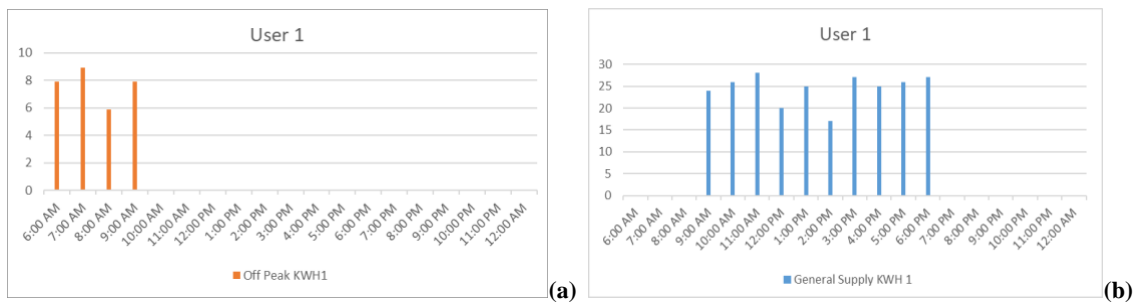 User 1
10
8
6
4
2
0
6:00 AM
7:00 AM
8:00 AM
9:00 AM
10:00 AM
11:00 AM
12:00 PM
1:00 PM
2:00 PM
3:00 PM
4:00 PM
5:00 PM
6:00 PM
7:00 PM
8:00 PM
9:00 PM
10:00 PM
11:00 PM
12:00 AM
Off Peak KWH1
(a)
User 1
30
25
20
15
10
5
0
6:00 AM
7:00 AM
8:00 AM
9:00 AM
10:00 AM
11:00 AM
12:00 PM
1:00 PM
2:00 PM
3:00 PM
4:00 PM
5:00 PM
6:00 PM
7:00 PM
8:00 PM
9:00 PM
10:00 PM
11:00 PM
12:00 AM
General Supply KWH 1
(b)